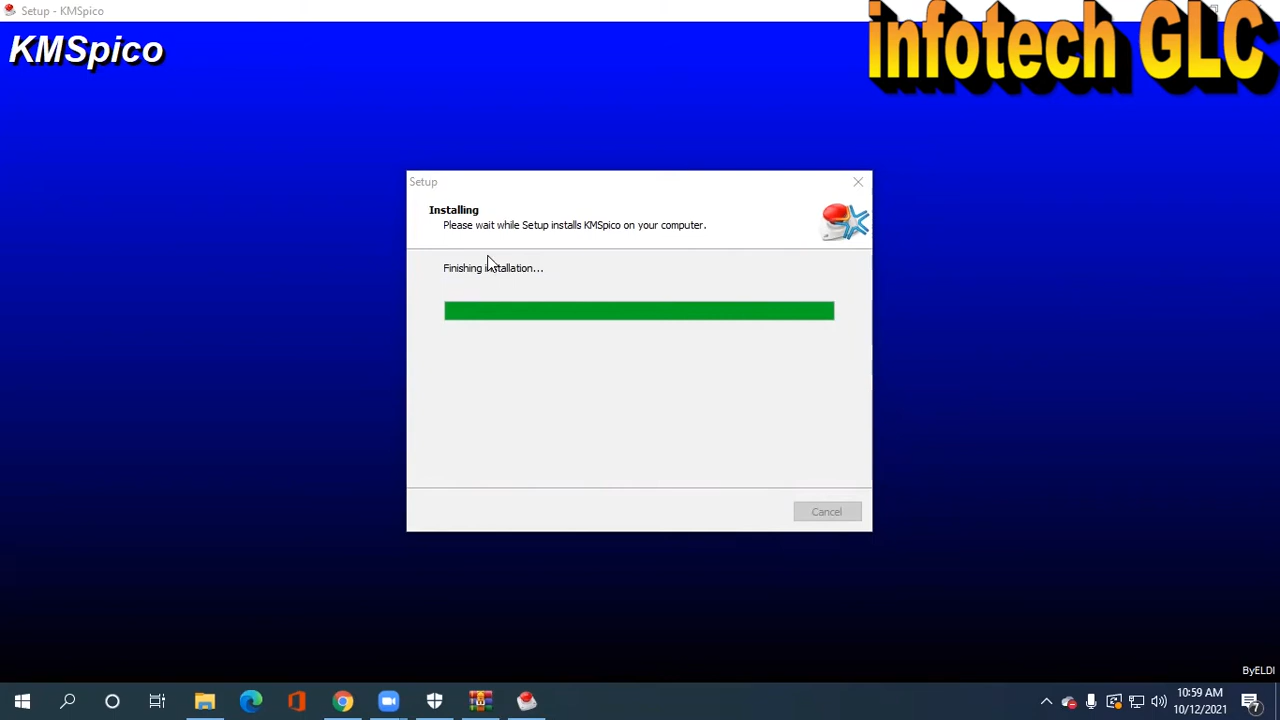 Setup - KMSpico
KMSpico
infotech GLC
Setup
Installing
Please wait while Setup installs KMSpico on your computer.
Finishing installation...
Cancel
ByELDI
10:59 AM
10/12/2021
7